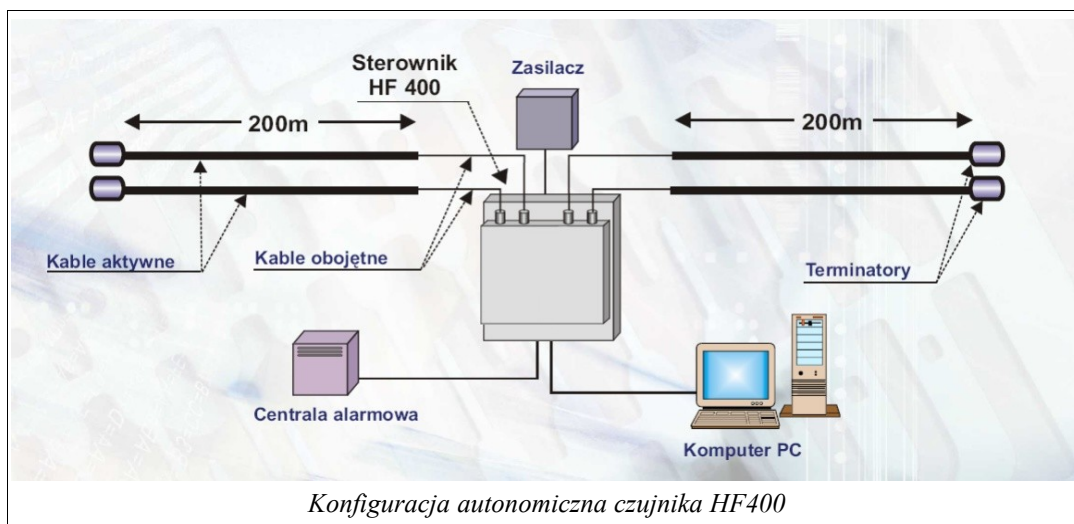 Sterownik
HF 400
Zasilacz
200m
200m
Kable aktywne
Kable obojętne
Terminatory
Centrala alarmowa
Komputer PC
Konfiguracja autonomiczna czujnika HF400